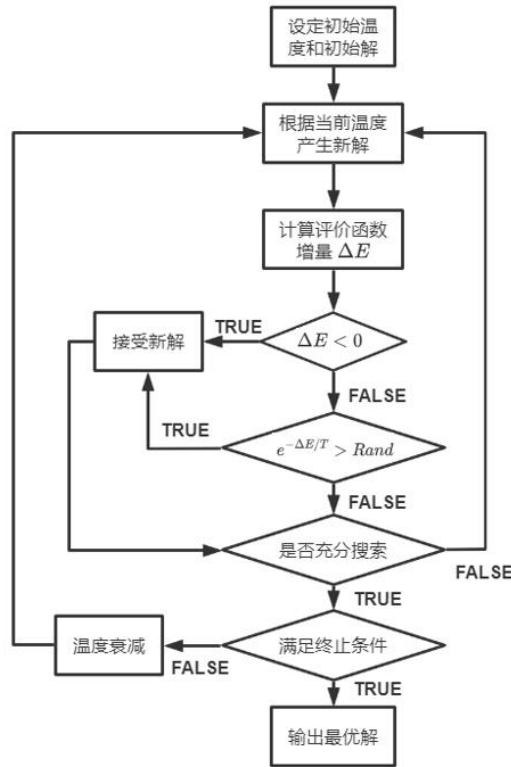 设定初始温
度和初始解
根据当前温度
产生新解
计算评价函数
增量 ΔE
TRUE
接受新解
ΔE < 0
FALSE
TRUE
e^{-ΔE/T} > Rand
FALSE
是否充分搜索
FALSE
TRUE
温度衰减
满足终止条件
FALSE
TRUE
输出最优解